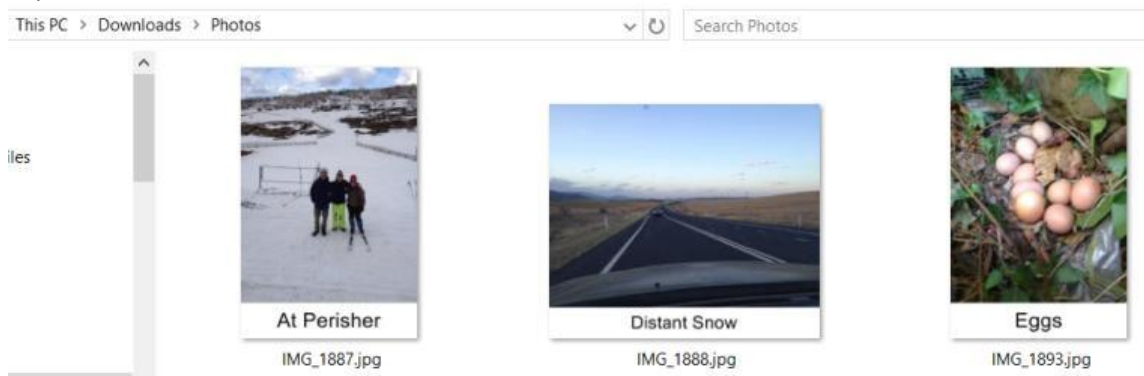 This PC > Downloads > Photos
Search Photos
iles
At Perisher
Distant Snow
Eggs
IMG_1887.jpg
IMG_1888.jpg
IMG_1893.jpg